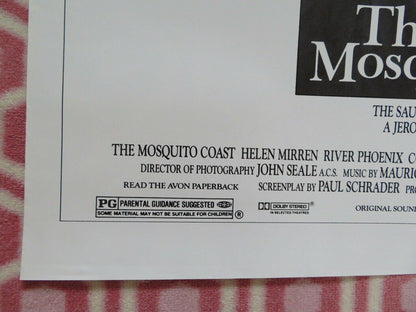 Th
Mosq
THE SAU
A JERO
THE MOSQUITO COAST HELEN MIRREN RIVER PHOENIX CO
DIRECTOR OF PHOTOGRAPHY JOHN SEALE A.C.S. MUSIC BY MAURIC
READ THE AVON PAPERBACK SCREENPLAY BY PAUL SCHRADER PRO
PG PARENTAL GUIDANCE SUGGESTED
SOME MATERIAL MAY NOT BE SUITABLE FOR CHILDREN ®
DOLBY STEREO ®
IN SELECTED THEATRES
ORIGINAL SOUN